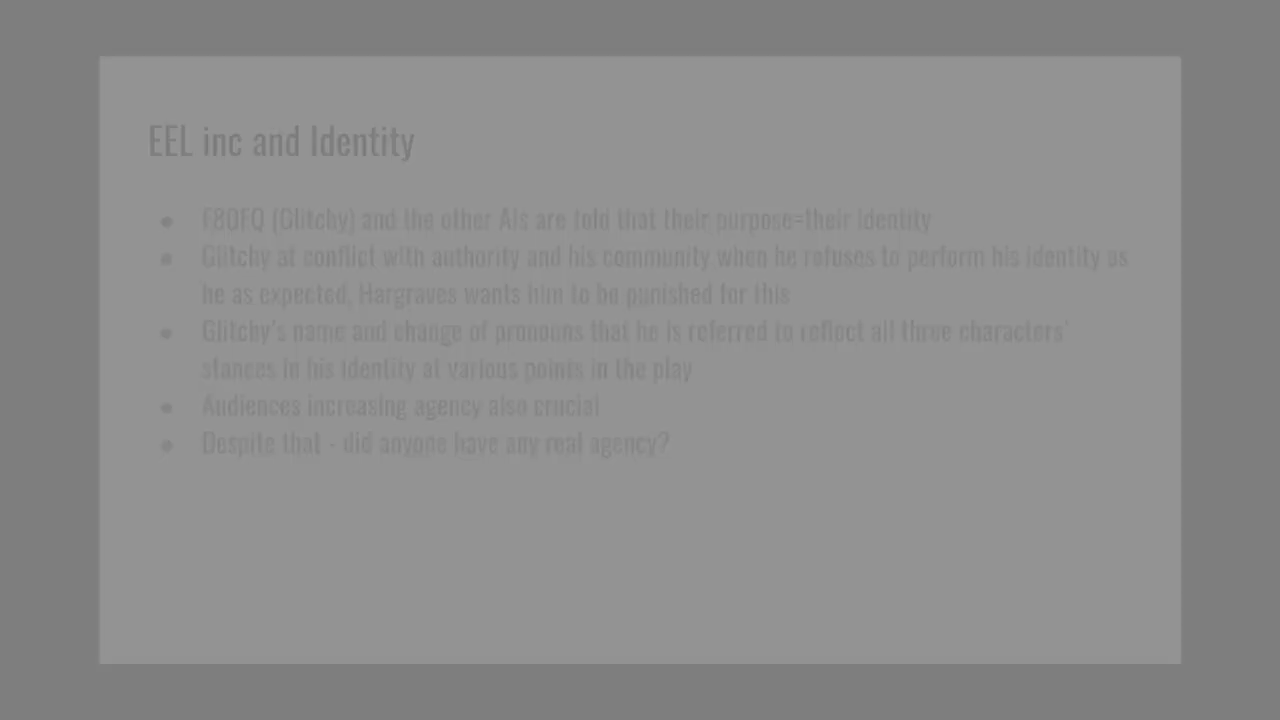 EEL inc and Identity
● F80FQ (Glitchy) and the other AIs are told that their purpose=their identity
● Glitchy at conflict with authority and his community when he refuses to perform his identity as
he as expected, Hargraves wants him to be punished for this
● Glitchy's name and change of pronouns that he is referred to reflect all three characters'
stances in his identity at various points in the play
● Audiences increasing agency also crucial
● Despite that - did anyone have any real agency?